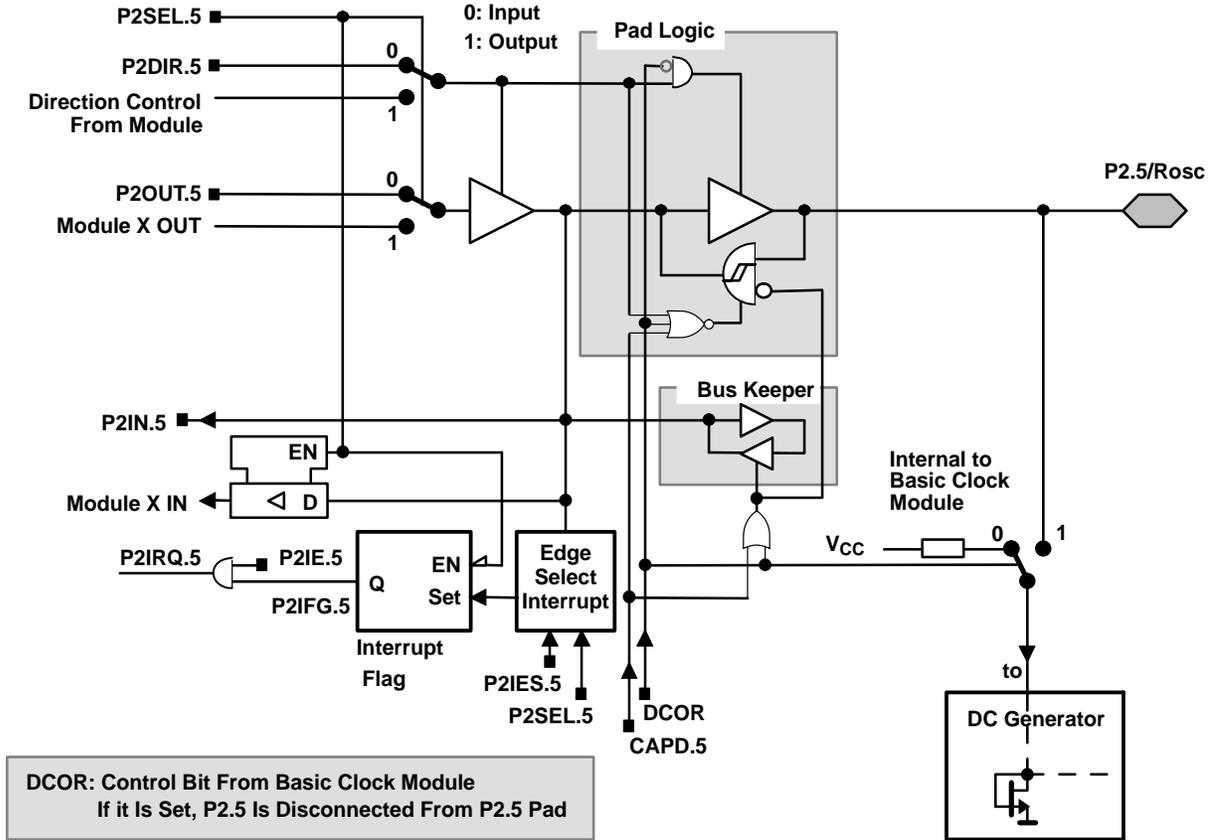 P2SEL.5
0: Input
1: Output
Pad Logic
P2DIR.5
0
Direction Control
From Module
1
P2OUT.5
0
Module X OUT
1
P2.5/Rosc
Bus Keeper
P2IN.5
EN
Module X IN
D
Internal to
Basic Clock
Module
VCC
0
1
P2IRQ.5
P2IE.5
P2IFG.5
Q
EN
Set
Interrupt
Flag
Edge
Select
Interrupt
P2IES.5
P2SEL.5
DCOR
CAPD.5
to
DC Generator
DCOR: Control Bit From Basic Clock Module
If it Is Set, P2.5 Is Disconnected From P2.5 Pad